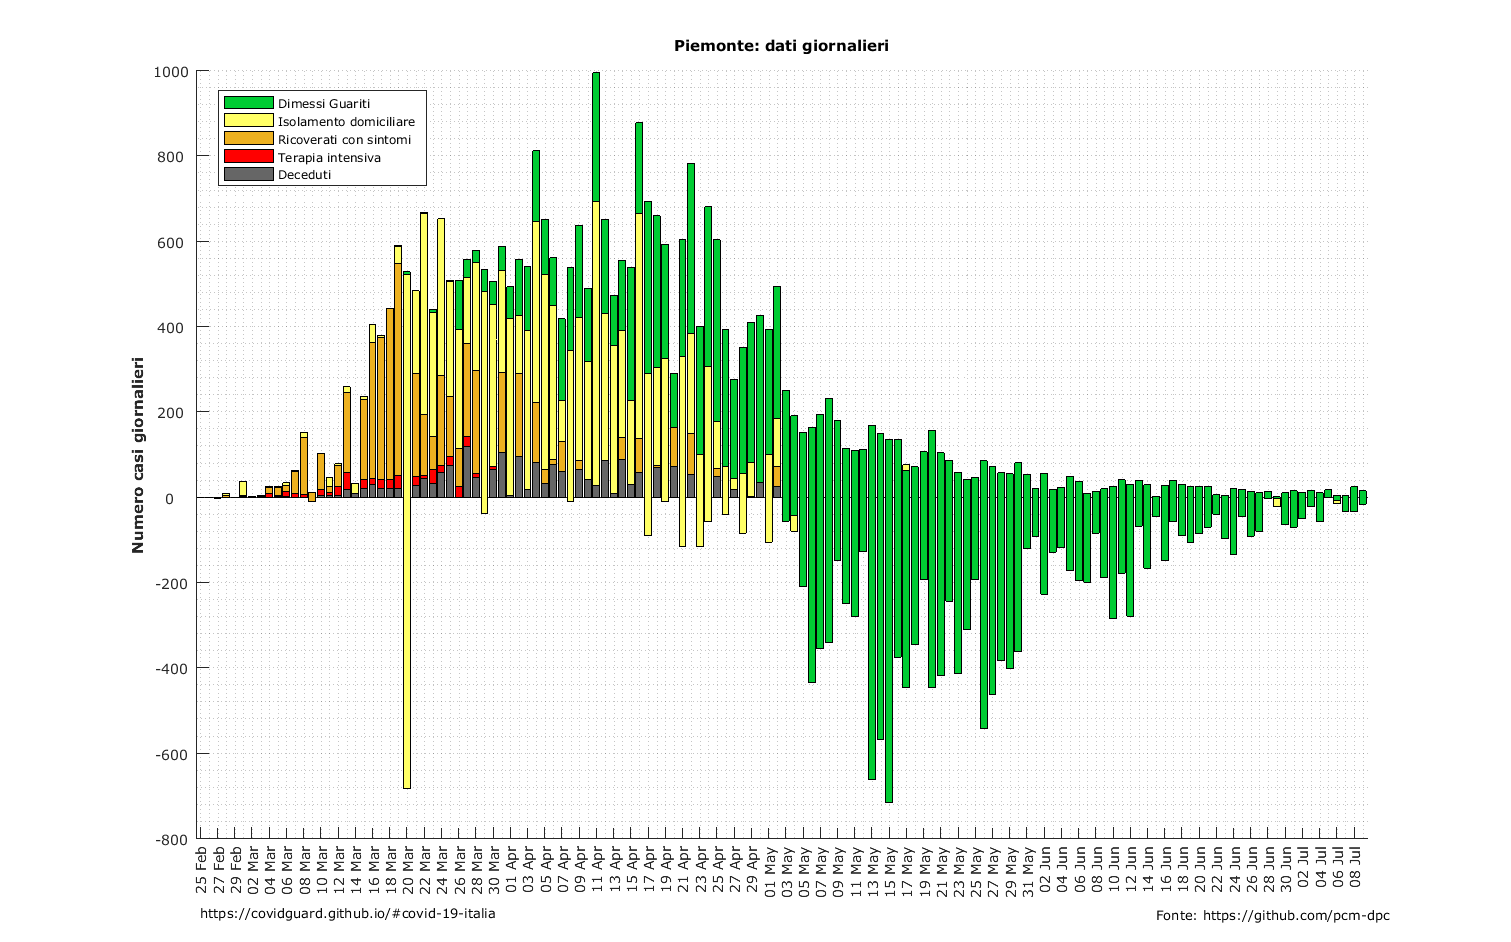 Piemonte: dati giornalieri
1000
800
600
400
200
0
-200
-400
-600
-800
Numero casi giornalieri
Dimessi Guariti
Isolamento domiciliare
Ricoverati con sintomi
Terapia intensiva
Deceduti
25 Feb
27 Feb
29 Feb
02 Mar
04 Mar
06 Mar
08 Mar
10 Mar
12 Mar
14 Mar
16 Mar
18 Mar
20 Mar
22 Mar
24 Mar
26 Mar
28 Mar
30 Mar
01 Apr
03 Apr
05 Apr
07 Apr
09 Apr
11 Apr
13 Apr
15 Apr
17 Apr
19 Apr
21 Apr
23 Apr
25 Apr
27 Apr
29 Apr
01 May
03 May
05 May
07 May
09 May
11 May
13 May
15 May
17 May
19 May
21 May
23 May
25 May
27 May
29 May
31 May
02 Jun
04 Jun
06 Jun
08 Jun
10 Jun
12 Jun
14 Jun
16 Jun
18 Jun
20 Jun
22 Jun
24 Jun
26 Jun
28 Jun
30 Jun
02 Jul
04 Jul
06 Jul
08 Jul
https://covidguard.github.io/#covid-19-italia
Fonte: https://github.com/pcm-dpc